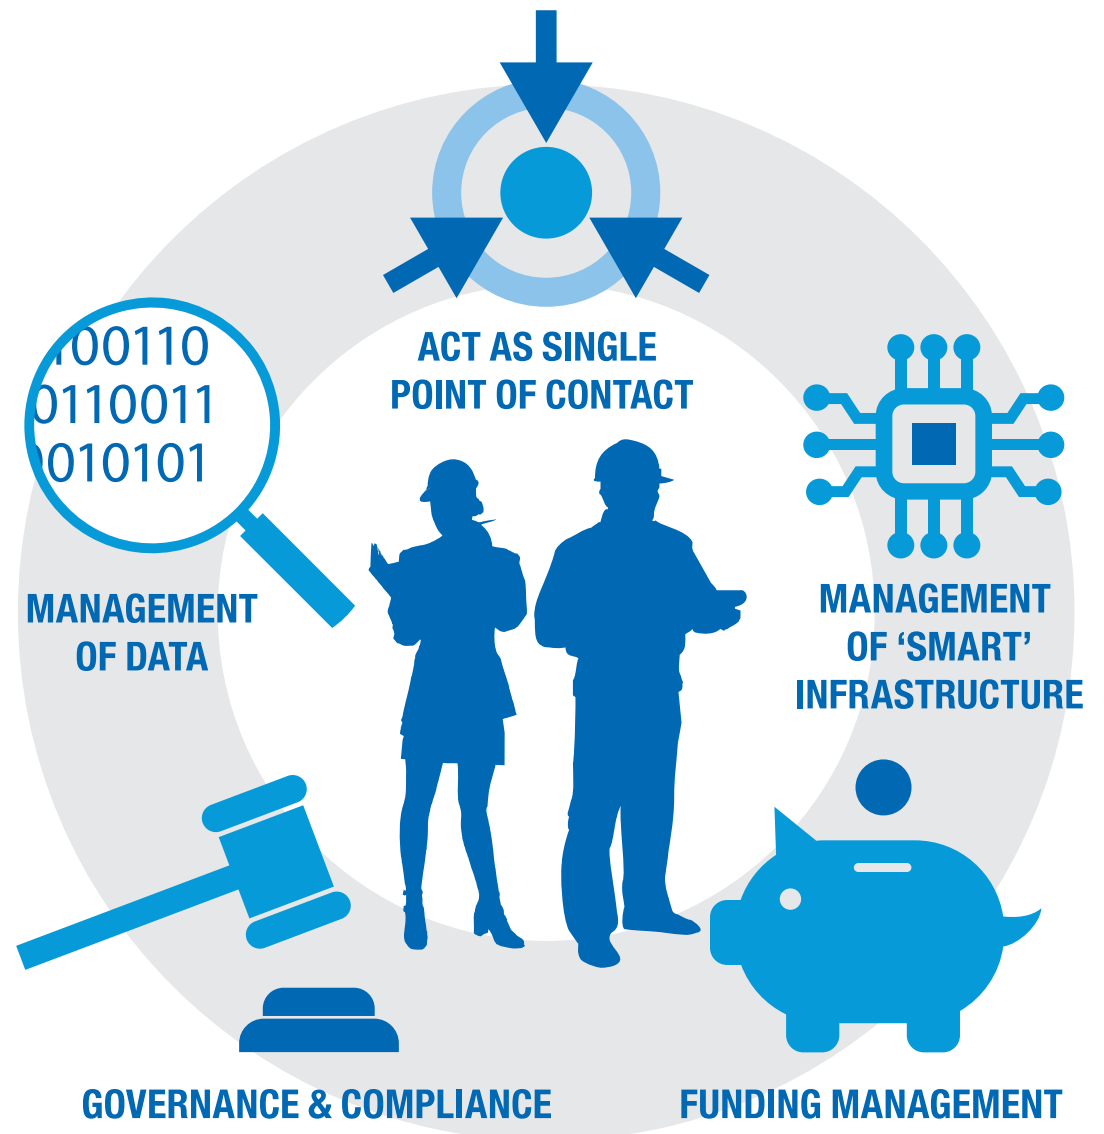 ACT AS SINGLE
POINT OF CONTACT
100110
0110011
0010101
MANAGEMENT
OF DATA
MANAGEMENT
OF ‘SMART’
INFRASTRUCTURE
GOVERNANCE & COMPLIANCE
FUNDING MANAGEMENT